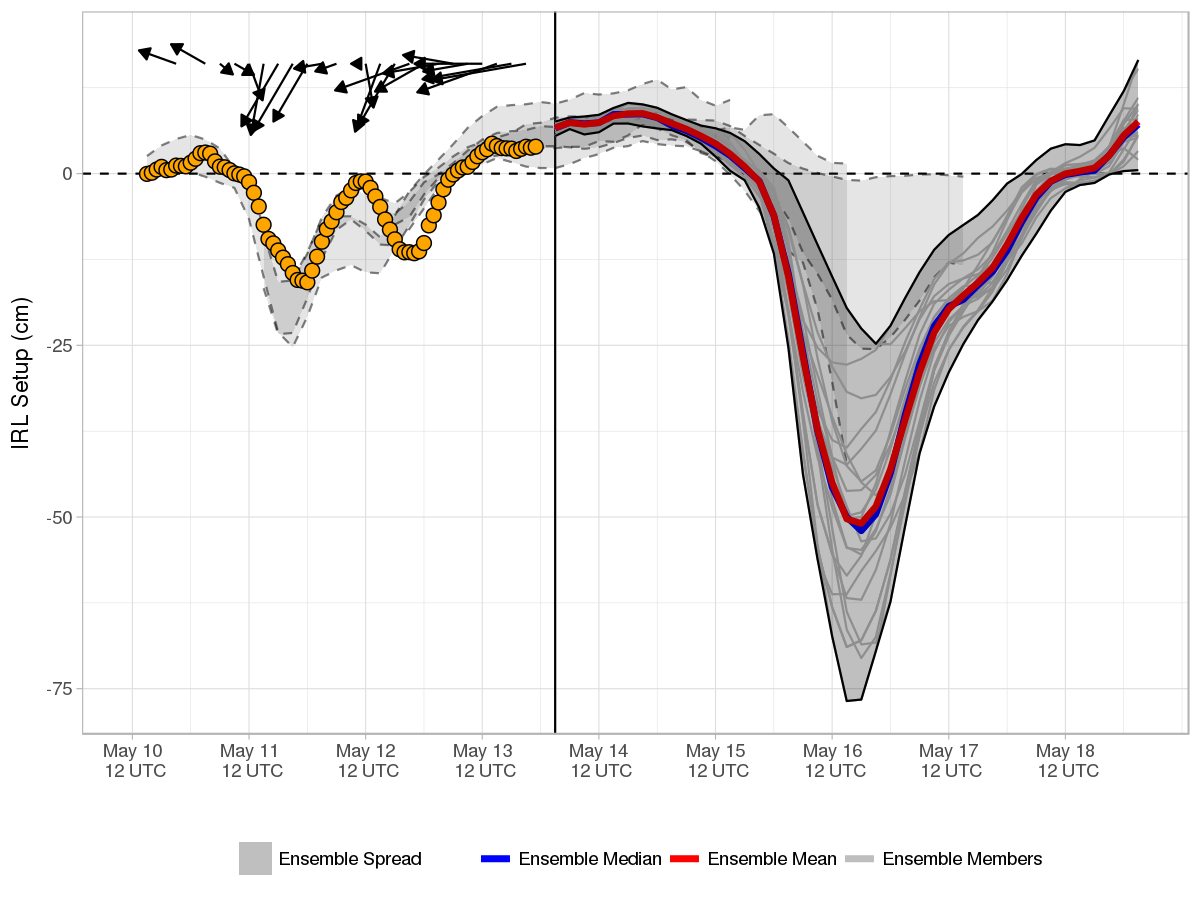 IRL Setup (cm)
0
-25
-50
-75
May 10 May 11 May 12 May 13 May 14 May 15 May 16 May 17 May 18
12 UTC 12 UTC 12 UTC 12 UTC 12 UTC 12 UTC 12 UTC 12 UTC 12 UTC
Ensemble Spread Ensemble Median Ensemble Mean Ensemble Members